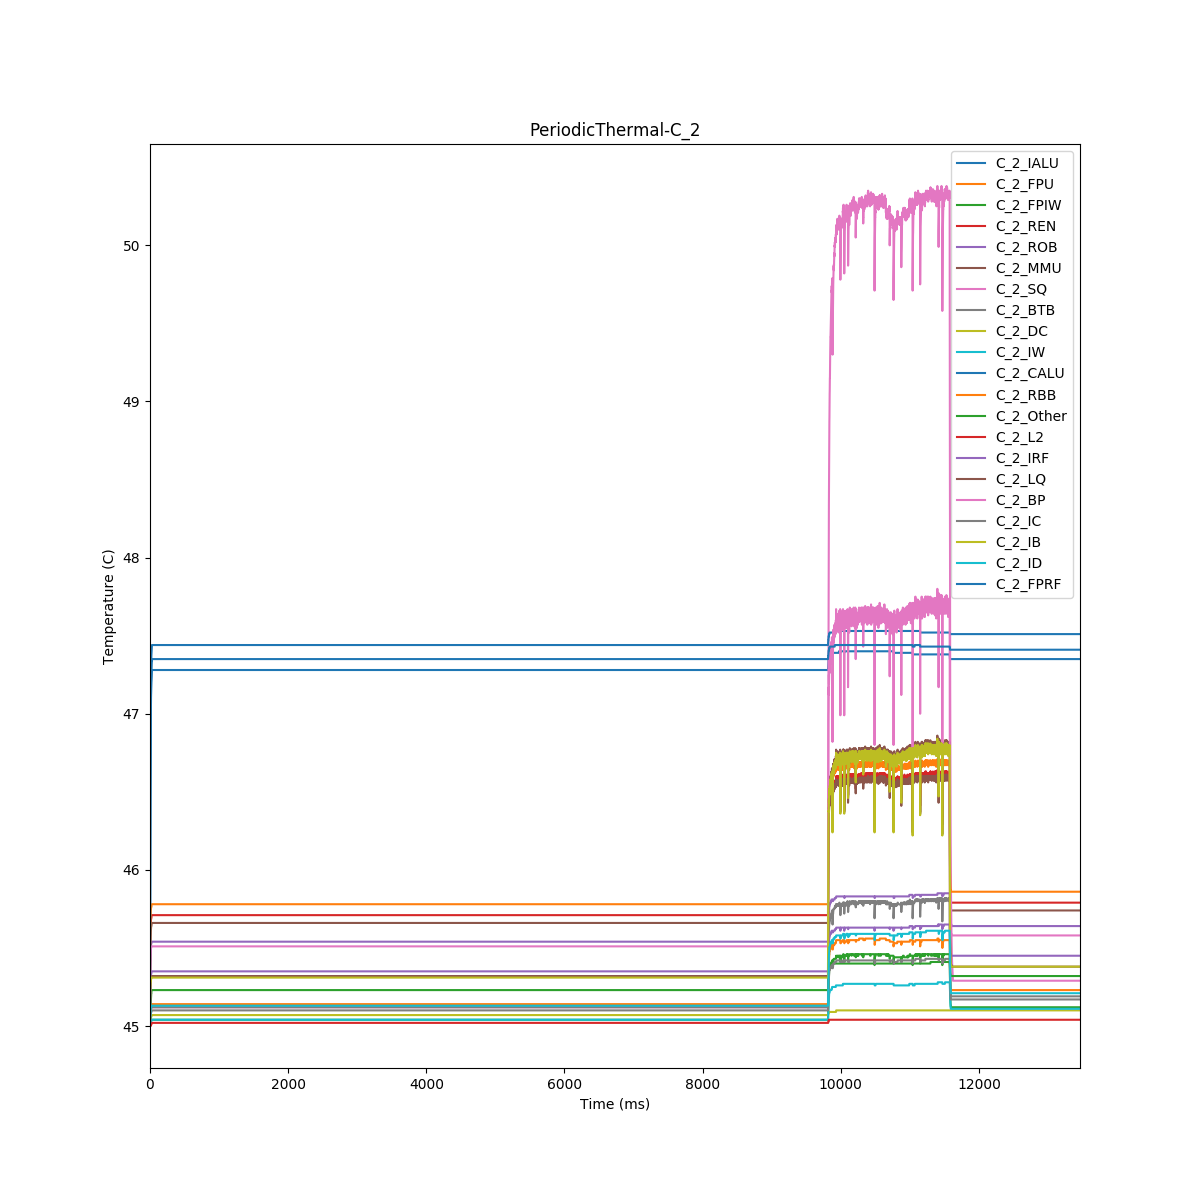 PeriodicThermal-C_2
C_2_IALU
C_2_FPU
C_2_FPIW
C_2_REN
C_2_ROB
C_2_MMU
C_2_SQ
C_2_BTB
C_2_DC
C_2_IW
C_2_CALU
C_2_RBB
C_2_Other
C_2_L2
C_2_IRF
C_2_LQ
C_2_BP
C_2_IC
C_2_IB
C_2_ID
C_2_FPRF
Temperature (C)
50
49
48
47
46
45
0 2000 4000 6000 8000 10000 12000
Time (ms)